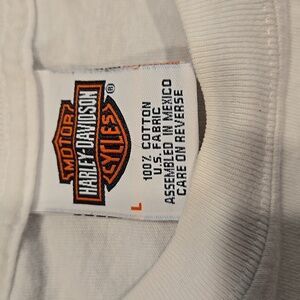 MOTOR
HARLEY-DAVIDSON
CYCLES
®
L
100% COTTON
U.S. FABRIC
ASSEMBLED IN MEXICO
CARE ON REVERSE